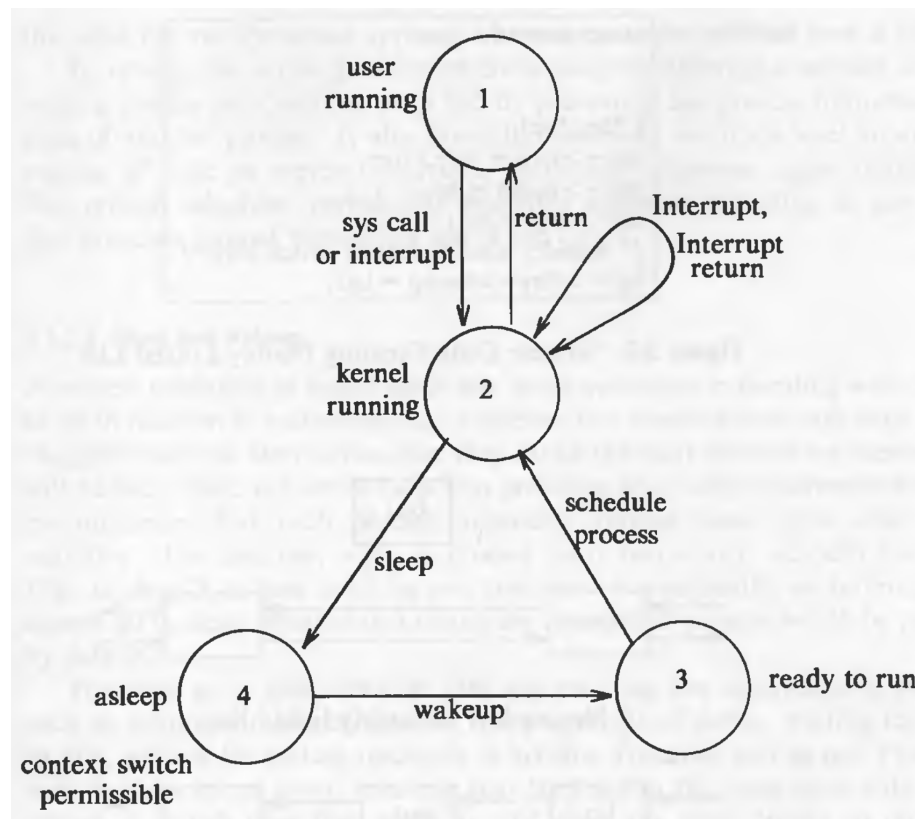 user
running
1
sys call
or interrupt
return
Interrupt,
Interrupt
return
kernel
running
2
sleep
schedule
process
asleep
4
wakeup
3
ready to run
context switch
permissible